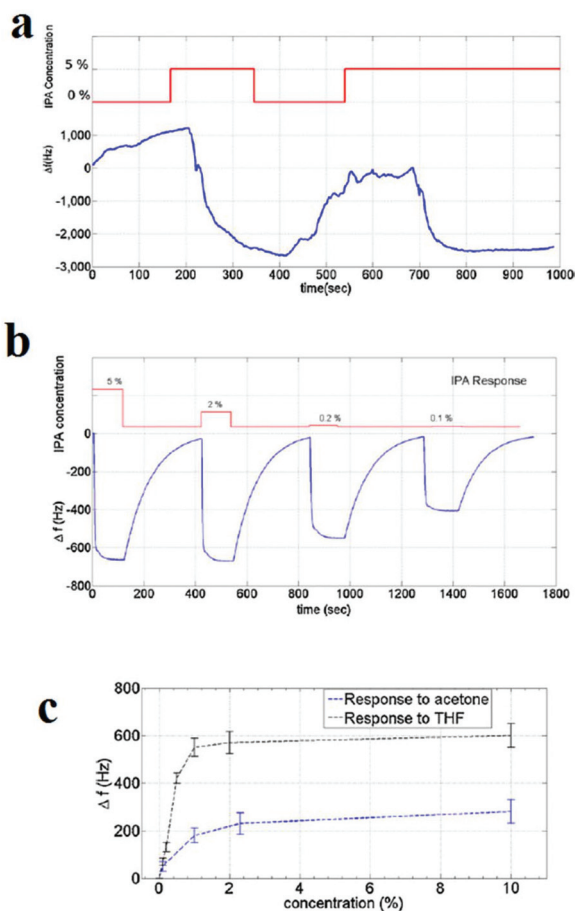 a
IPA Concentration
5 %
0 %
Δf(Hz)
1,000
0
-1,000
-2,000
-3,000
0 100 200 300 400 500 600 700 800 900 1000
time(sec)
b
IPA concentration
5 %
2 %
0.2 %
0.1 %
IPA Response
Δ f (Hz)
0
-200
-400
-600
-800
0 200 400 600 800 1000 1200 1400 1600 1800
time (sec)
c
Response to acetone
Response to THF
Δ f (Hz)
800
600
400
200
0
0 2 4 6 8 10
concentration (%)